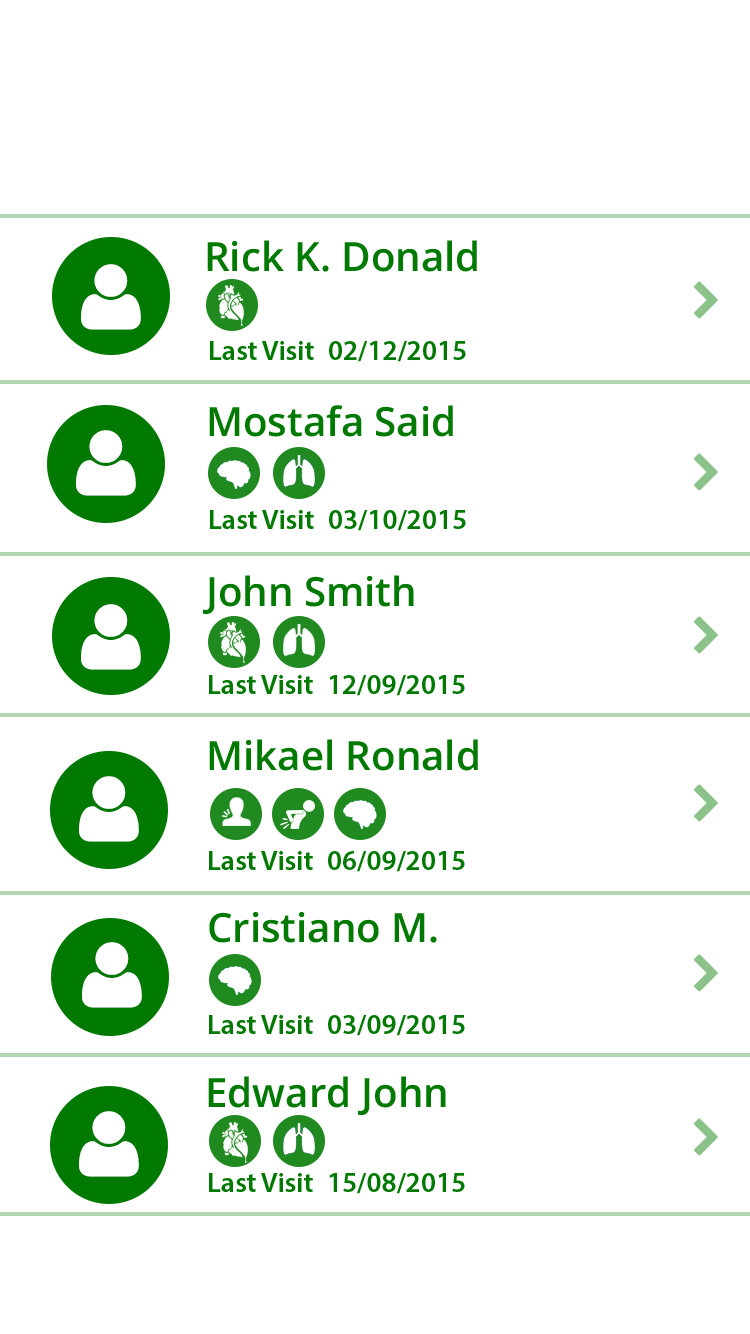 Rick K. Donald
Last Visit 02/12/2015
Mostafa Said
Last Visit 03/10/2015
John Smith
Last Visit 12/09/2015
Mikael Ronald
Last Visit 06/09/2015
Cristiano M.
Last Visit 03/09/2015
Edward John
Last Visit 15/08/2015